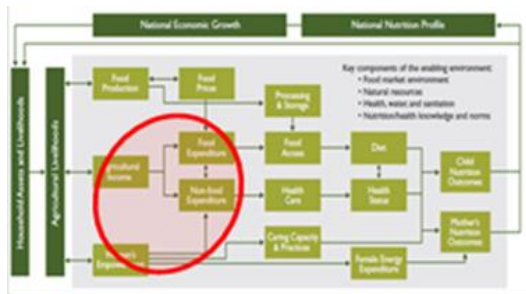 National Economic Growth
National Nutrition Profile
Household Assets and Livelihoods
Agricultural Livelihoods
Food
Production
Food
Prices
Processing
& Storage
Key components of the enabling environment:
• Food market environment
• Natural resources
• Health, water, and sanitation
• Nutrition/health knowledge and norms
Agricultural
Income
Food
Expenditure
Food
Access
Diet
Child
Nutrition
Outcomes
Non-food
Expenditure
Health
Care
Health
Status
Caring Capacity
& Practices
Mother's
Nutrition
Outcomes
Female Energy
Expenditure